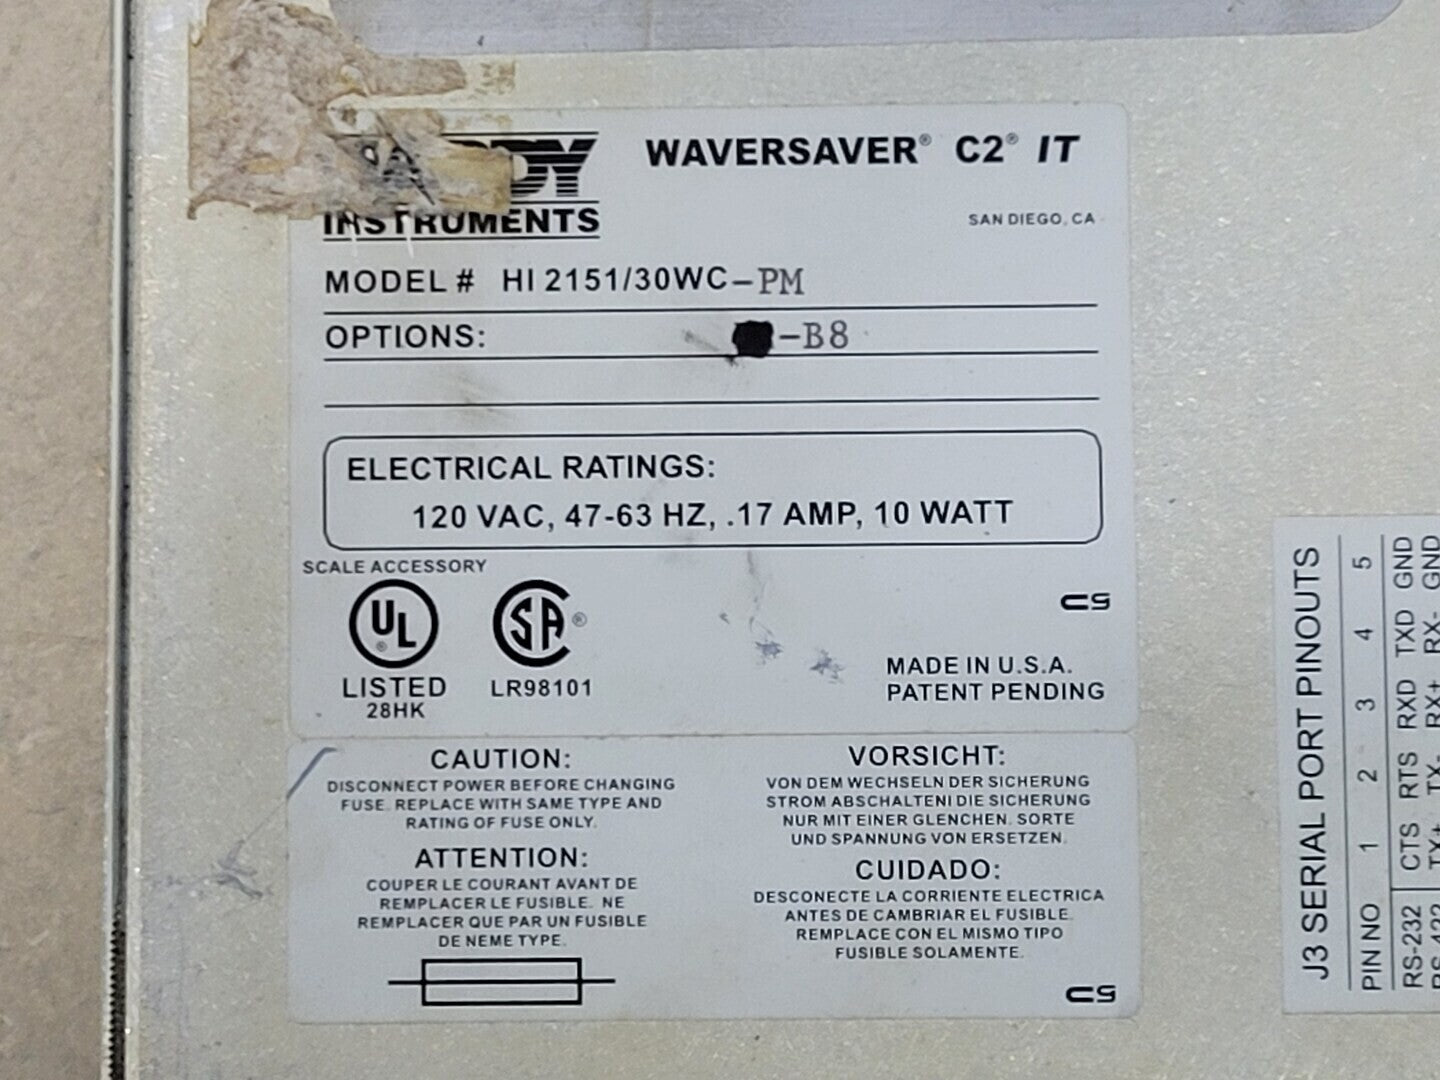 WAVERSAVER® C2® IT
INSTRUMENTS
SAN DIEGO, CA
MODEL # HI 2151/30WC-PM
OPTIONS: -B8
ELECTRICAL RATINGS:
120 VAC, 47-63 HZ, .17 AMP, 10 WATT
SCALE ACCESSORY
UL ®
LISTED
28HK
SA ®
LR98101
MADE IN U.S.A.
PATENT PENDING
CAUTION:
DISCONNECT POWER BEFORE CHANGING
FUSE. REPLACE WITH SAME TYPE AND
RATING OF FUSE ONLY.
ATTENTION:
COUPER LE COURANT AVANT DE
REMPLACER LE FUSIBLE. NE
REMPLACER QUE PAR UN FUSIBLE
DE NEME TYPE.
VORSICHT:
VON DEM WECHSELN DER SICHERUNG
STROM ABSCHALTENI DIE SICHERUNG
NUR MIT EINER GLENCHEN. SORTE
UND SPANNUNG VON ERSETZEN.
CUIDADO:
DESCONECTE LA CORRIENTE ELECTRICA
ANTES DE CAMBRIAR EL FUSIBLE.
REMPLACE CON EL MISMO TIPO
FUSIBLE SOLAMENTE.
J3 SERIAL PORT PINOUTS
PIN NO 1 2 3 4 5
RS-232 CTS RTS RXD TXD GND
TX+ TX- RX+ RX- GND